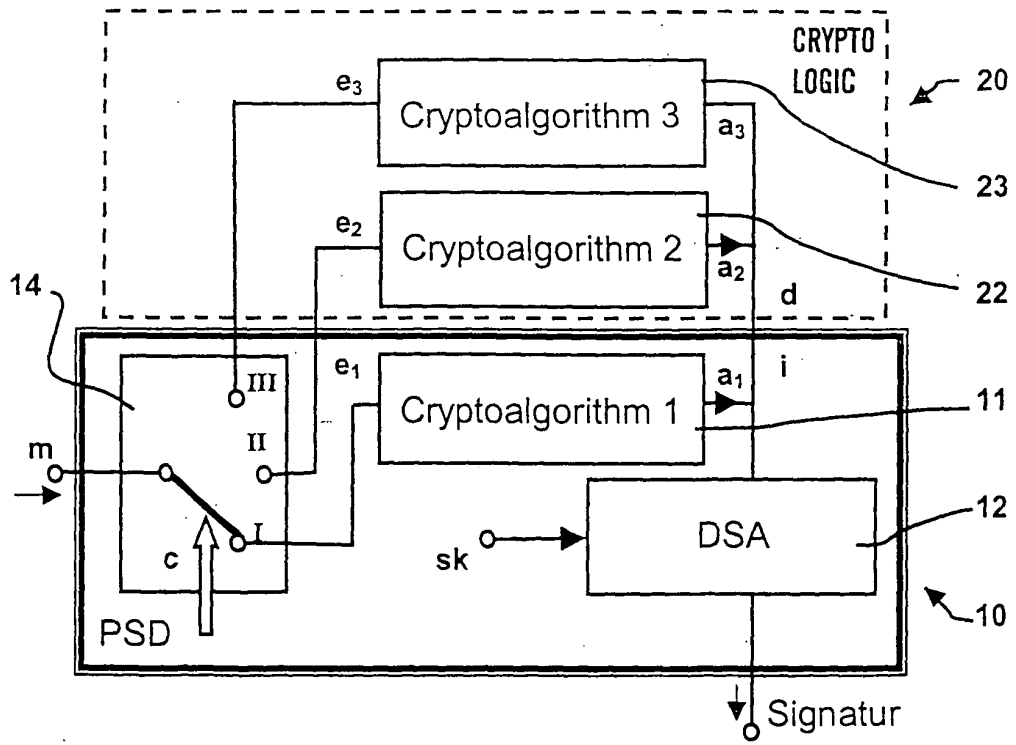 CRYPTO
LOGIC
20
e3
Cryptoalgorithm 3
a3
23
e2
Cryptoalgorithm 2
a2
22
d
14
III
e1
Cryptoalgorithm 1
a1
i
11
m
II
I
c
sk
DSA
12
PSD
10
Signatur